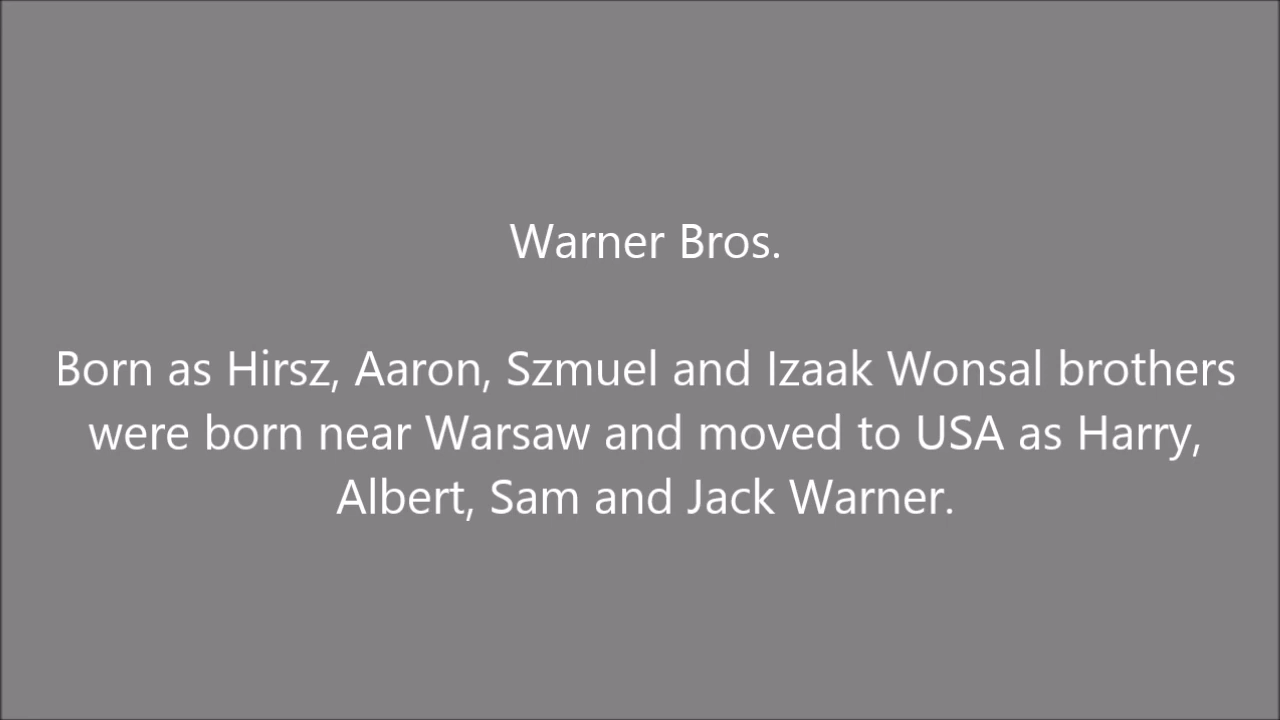 Warner Bros.
Born as Hirsz, Aaron, Szmuel and Izaak Wonsal brothers
were born near Warsaw and moved to USA as Harry,
Albert, Sam and Jack Warner.